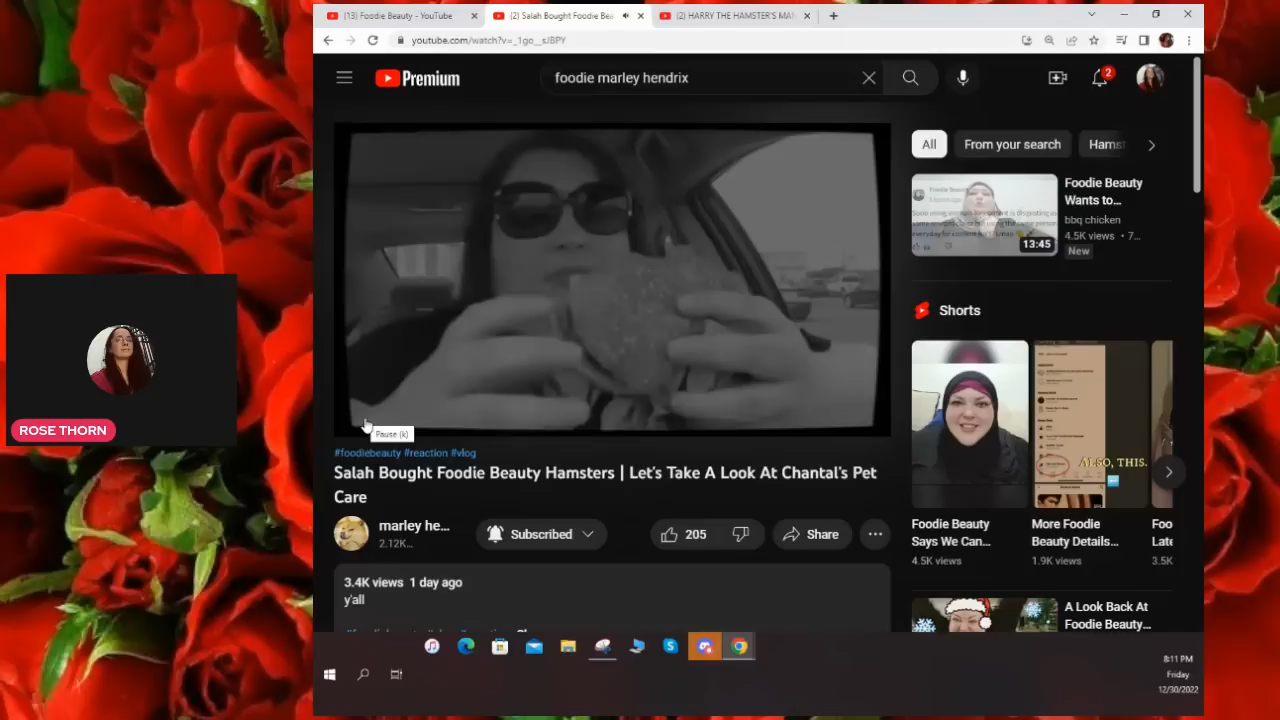 (13) Foodie Beauty - YouTube
(2) Salah Bought Foodie Bea
(2) HARRY THE HAMSTER'S MA
youtube.com/watch?v=_1go__sJBPY
Premium
foodie marley hendrix
2
All
From your search
Hamst
Foodie Beauty
Wants to…
bbq chicken
4.5K views • 7…
New
13:45
Shorts
ALSO, THIS.
Foodie Beauty
Says We Can…
4.5K views
More Foodie
Beauty Details…
1.9K views
Foo
Late
3.5K
A Look Back At
Foodie Beauty…
ROSE THORN
Pause (k)
#foodiebeauty #reaction #vlog
Salah Bought Foodie Beauty Hamsters | Let's Take A Look At Chantal's Pet
Care
marley he…
2.12K…
Subscribed
205
Share
3.4K views 1 day ago
y'all
8:11 PM
Friday
12/30/2022